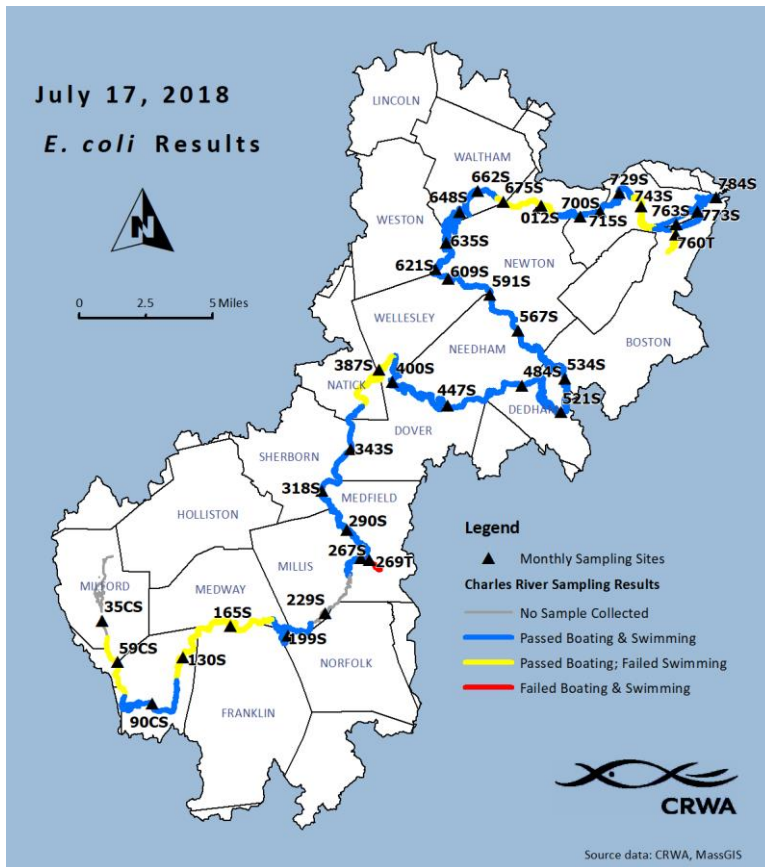 July 17, 2018
E. coli Results
N
0 2.5 5 Miles
LINCOLN
WALTHAM
WESTON
662S
675S
729S
784S
648S
012S
700S
743S
715S
763S
773S
635S
760T
621S
609S
NEWTON
591S
WELLESLEY
567S
BOSTON
387S
NEEDHAM
400S
484S
534S
NATICK
447S
DEDHAM
521S
DOVER
SHERBORN
343S
318S
MEDFIELD
HOLLISTON
290S
MILLIS
267S
269T
MILFORD
MEDWAY
229S
35CS
165S
199S
NORFOLK
59CS
130S
90CS
FRANKLIN
Legend
Monthly Sampling Sites
Charles River Sampling Results
No Sample Collected
Passed Boating & Swimming
Passed Boating; Failed Swimming
Failed Boating & Swimming
CRWA
Source data: CRWA, MassGIS